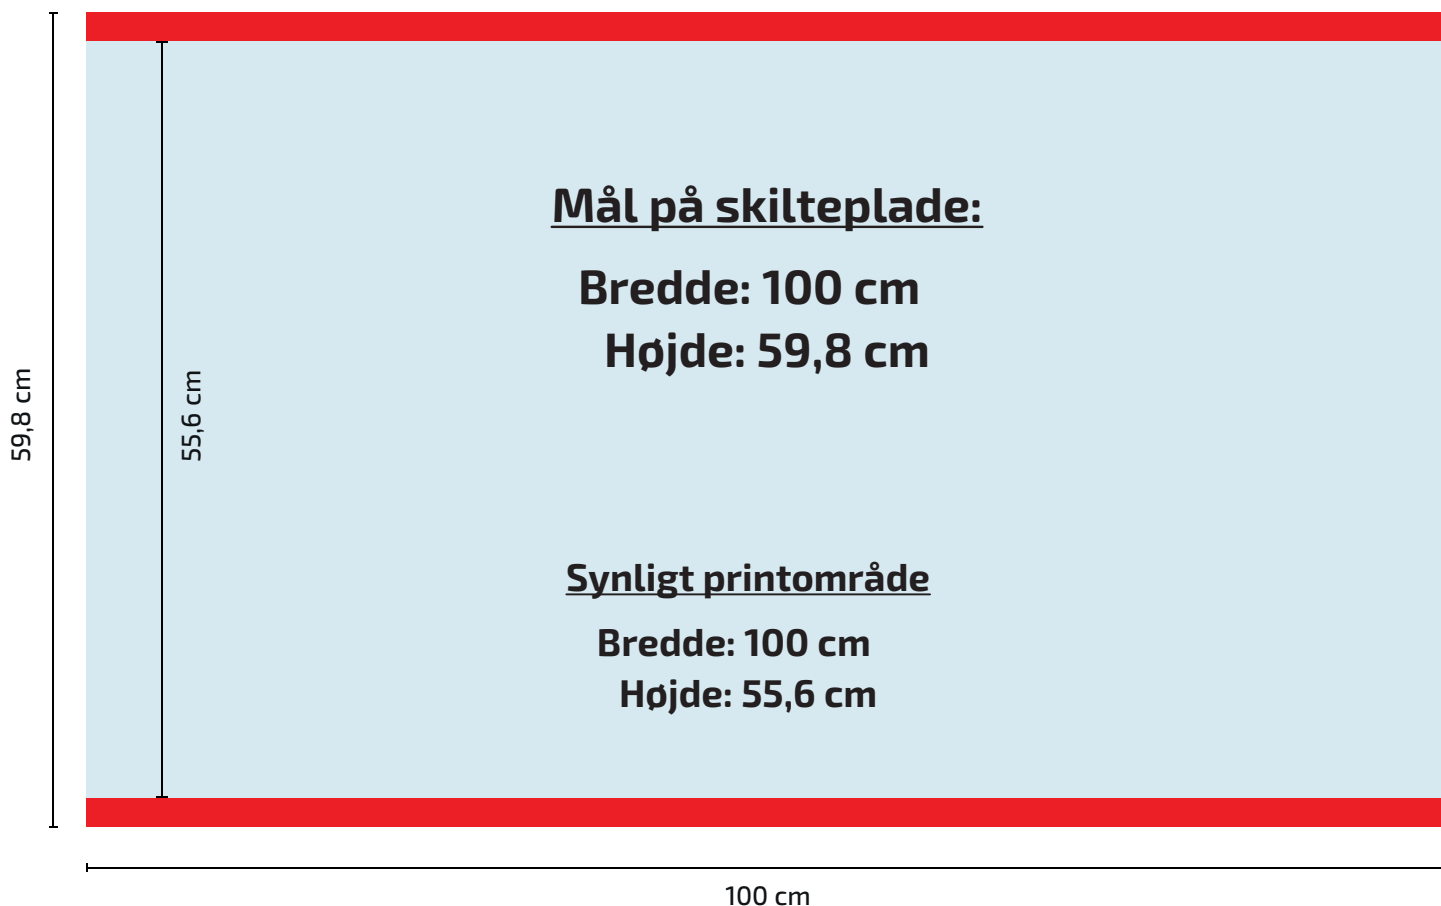 Mål på skilteplade:
Bredde: 100 cm
Højde: 59,8 cm
59,8 cm
55,6 cm
Synligt printområde
Bredde: 100 cm
Højde: 55,6 cm
100 cm